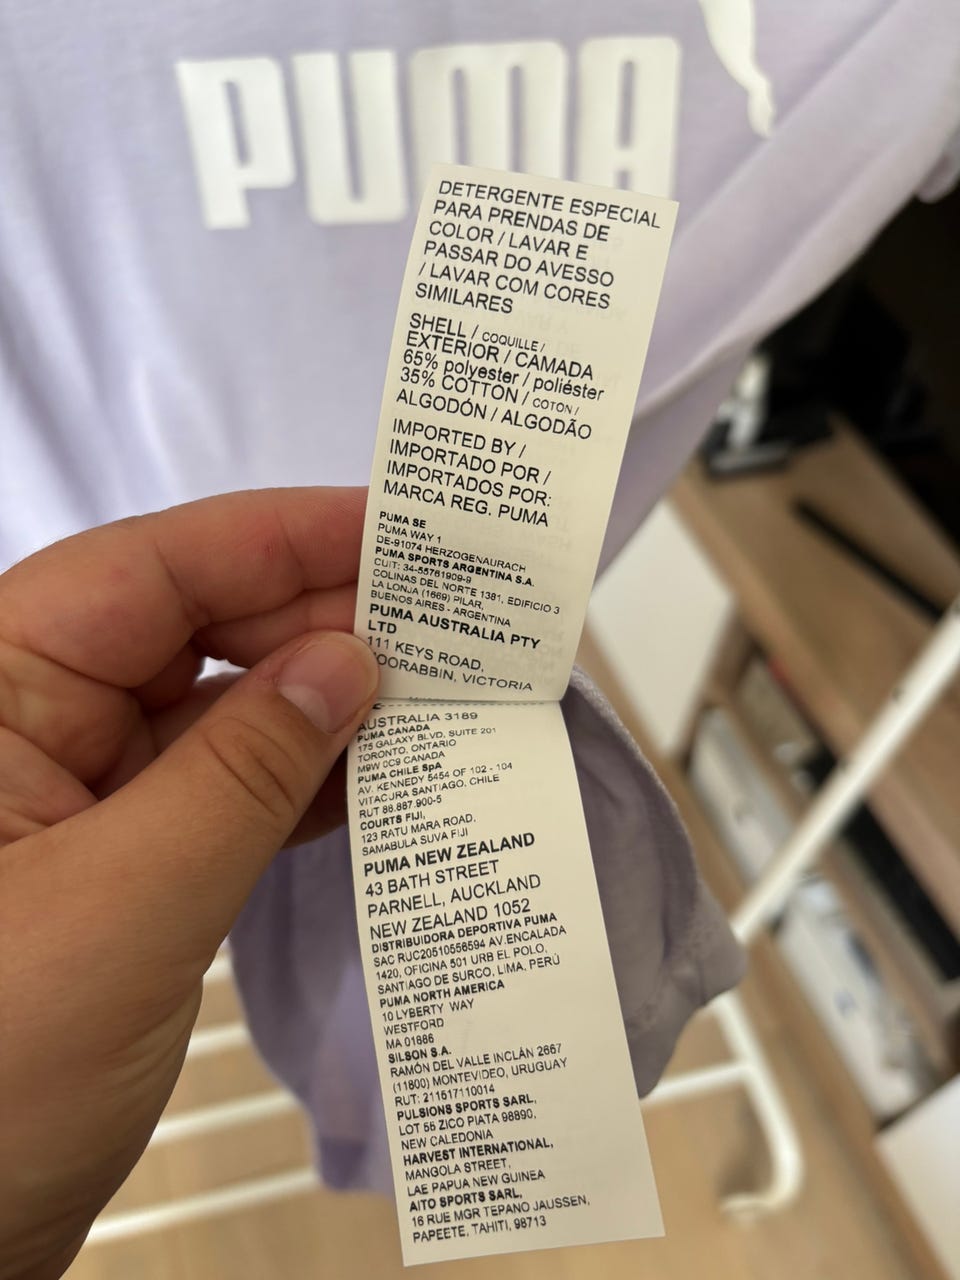 PUMA
DETERGENTE ESPECIAL
PARA PRENDAS DE
COLOR / LAVAR E
PASSAR DO AVESSO
/ LAVAR COM CORES
SIMILARES
SHELL / COQUILLE /
EXTERIOR / CAMADA
65% polyester / poliéster
35% COTTON / COTON /
ALGODÓN / ALGODÃO
IMPORTED BY /
IMPORTADO POR /
IMPORTADOS POR:
MARCA REG. PUMA
PUMA SE
PUMA WAY 1
DE-91074 HERZOGENAURACH
PUMA SPORTS ARGENTINA S.A.
CUIT: 34-55761909-9
COLINAS DEL NORTE 1381, EDIFICIO 3
LA LONJA (1669) PILAR,
BUENOS AIRES - ARGENTINA
PUMA AUSTRALIA PTY
LTD
111 KEYS ROAD,
OORABBIN, VICTORIA
AUSTRALIA 3189
PUMA CANADA
175 GALAXY BLVD, SUITE 201
TORONTO, ONTARIO
M9W 0C9 CANADA
PUMA CHILE SpA
AV. KENNEDY 5454 OF 102 - 104
VITACURA SANTIAGO, CHILE
RUT 86.887.900-5
COURTS FIJI,
123 RATU MARA ROAD.
SAMABULA SUVA FIJI
PUMA NEW ZEALAND
43 BATH STREET
PARNELL, AUCKLAND
NEW ZEALAND 1052
DISTRIBUIDORA DEPORTIVA PUMA
SAC RUC20510556594 AV.ENCALADA
1420, OFICINA 501 URB EL POLO,
SANTIAGO DE SURCO, LIMA. PERÚ
PUMA NORTH AMERICA
10 LYBERTY WAY
WESTFORD
MA 01886
SILSON S.A.
RAMÓN DEL VALLE INCLÁN 2667
(11800) MONTEVIDEO, URUGUAY
RUT: 211617110014
PULSIONS SPORTS SARL,
LOT 56 ZICO PIATA 98890,
NEW CALEDONIA
HARVEST INTERNATIONAL,
MANGOLA STREET,
LAE PAPUA NEW GUINEA
AITO SPORTS SARL,
16 RUE MGR TEPANO JAUSSEN,
PAPEETE, TAHITI, 98713